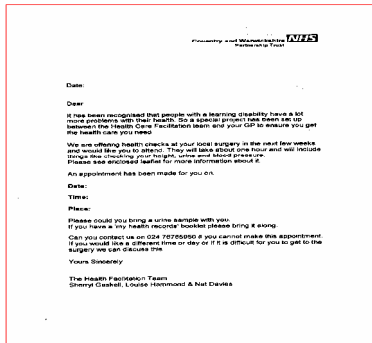 Coventry and Warwickshire NHS
Partnership Trust
Date:
Dear
It has been recognised that people with a learning disability have a lot
more problems with their health. So a special project has been set up
between the Health Care Facilitation team and your GP to ensure you get
the health care you need
We are offering health checks at your local surgery in the next few weeks
and would like you to attend. They will take about one hour and will include
things like checking your height, urine and blood pressure.
Please see enclosed leaflet for more information about it.
An appointment has been made for you on.
Date:
Time:
Place:
Please could you bring a urine sample with you.
If you have a 'my health records' booklet please bring it along.
Can you contact us on 024 76785950 if you cannot make this appointment.
If you would like a different time or day or if it is difficult for you to get to the
surgery we can discuss this
Yours Sincerely
The Health Facilitation Team
Sherryl Gaskell, Louise Hammond & Nat Davies